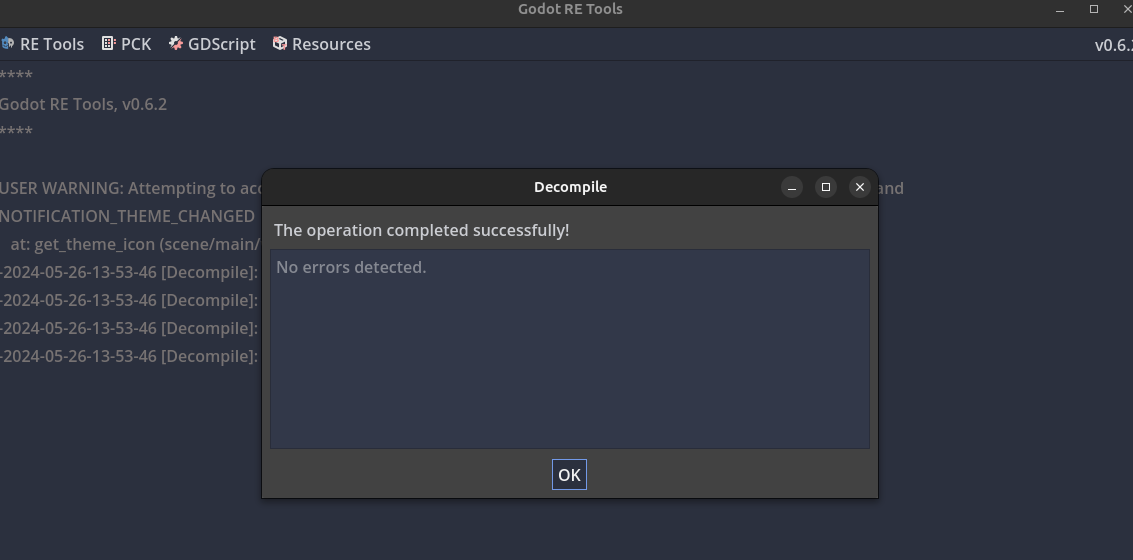 Godot RE Tools
RE Tools PCK GDScript Resources v0.6.2
****
Godot RE Tools, v0.6.2
****
USER WARNING: Attempting to acc and
NOTIFICATION_THEME_CHANGED
at: get_theme_icon (scene/main/
-2024-05-26-13-53-46 [Decompile]:
-2024-05-26-13-53-46 [Decompile]:
-2024-05-26-13-53-46 [Decompile]:
-2024-05-26-13-53-46 [Decompile]:
Decompile
The operation completed successfully!
No errors detected.
OK